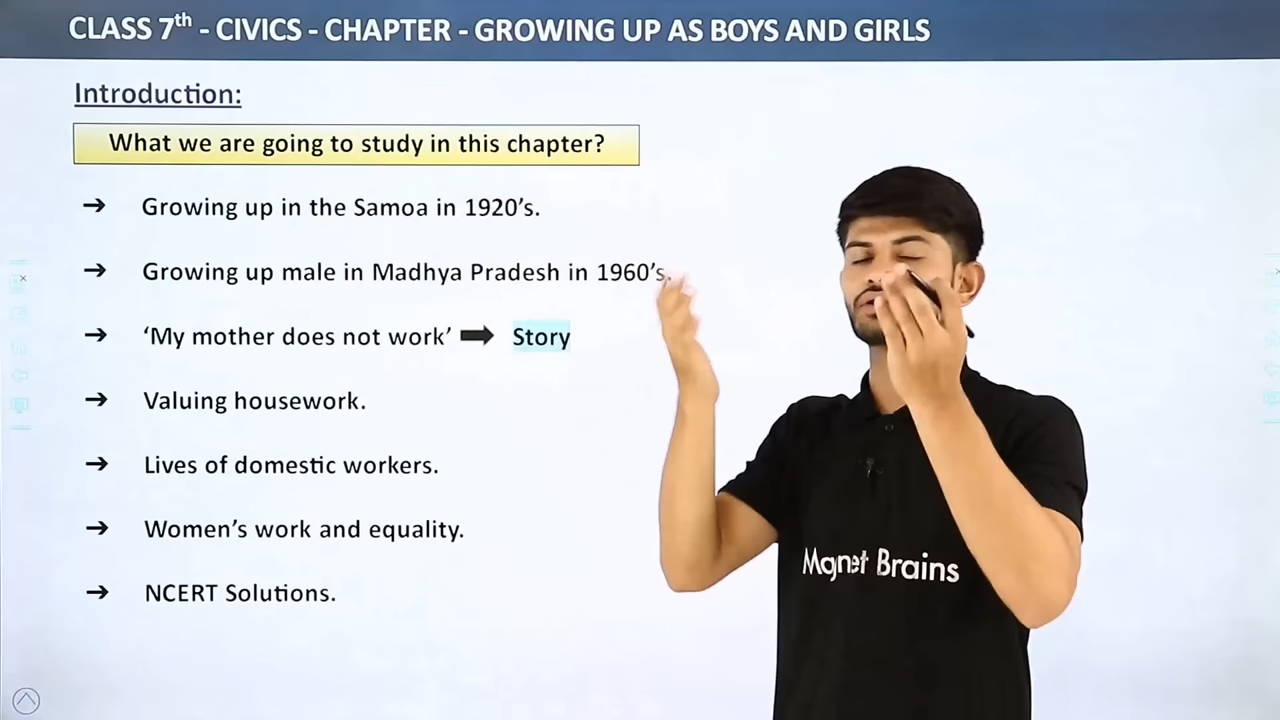 CLASS 7th - CIVICS - CHAPTER - GROWING UP AS BOYS AND GIRLS
Introduction:
What we are going to study in this chapter?
➔ Growing up in the Samoa in 1920’s.
➔ Growing up male in Madhya Pradesh in 1960’s.
➔ ‘My mother does not work’ ➡ Story
➔ Valuing housework.
➔ Lives of domestic workers.
➔ Women’s work and equality.
➔ NCERT Solutions.
Magnet Brains